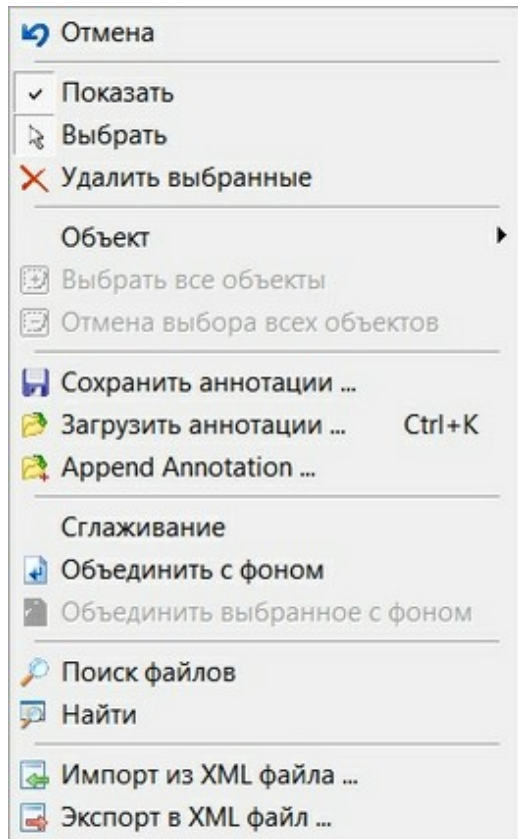 Отмена
Показать
Выбрать
Удалить выбранные
Объект
Выбрать все объекты
Отмена выбора всех объектов
Сохранить аннотации ...
Загрузить аннотации ... Ctrl+K
Append Annotation ...
Сглаживание
Объединить с фоном
Объединить выбранное с фоном
Поиск файлов
Найти
Импорт из XML файла ...
Экспорт в XML файл ...